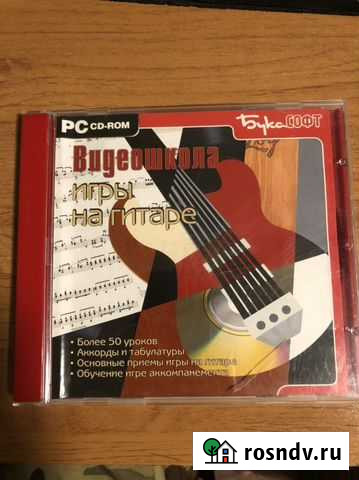 PC CD-ROM
Бука СОФТ
Видеошкола
игры
на гитаре
• Более 50 уроков
• Аккорды и табулатуры
• Основные приемы игры на гитаре
• Обучение игре аккомпанемента
rosndv.ru